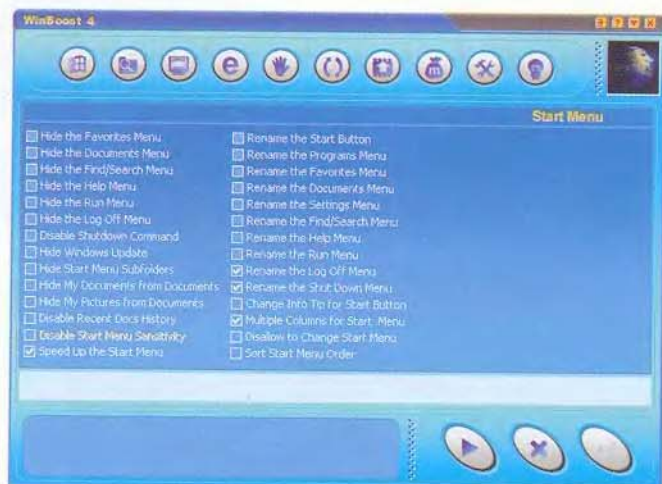 WinBoost 4
Start Menu
Hide the Favorites Menu
Hide the Documents Menu
Hide the Find/Search Menu
Hide the Help Menu
Hide the Run Menu
Hide the Log Off Menu
Disable Shutdown Command
Hide Windows Update
Hide Start Menu Subfolders
Hide My Documents from Documents
Hide My Pictures from Documents
Disable Recent Docs History
Disable Start Menu Sensitivity
Speed Up the Start Menu
Rename the Start Button
Rename the Programs Menu
Rename the Favorites Menu
Rename the Documents Menu
Rename the Settings Menu
Rename the Find/Search Menu
Rename the Help Menu
Rename the Run Menu
Rename the Log Off Menu
Rename the Shut Down Menu
Change Info Tip for Start Button
Multiple Columns for Start Menu
Disallow to Change Start Menu
Sort Start Menu Order